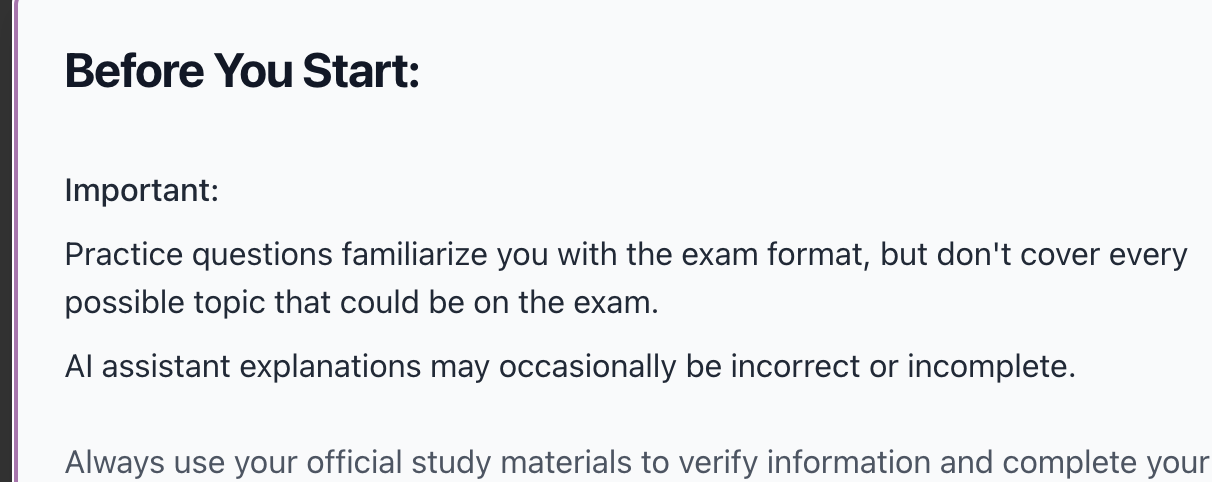 Before You Start:
Important:
Practice questions familiarize you with the exam format, but don't cover every
possible topic that could be on the exam.
AI assistant explanations may occasionally be incorrect or incomplete.
Always use your official study materials to verify information and complete your